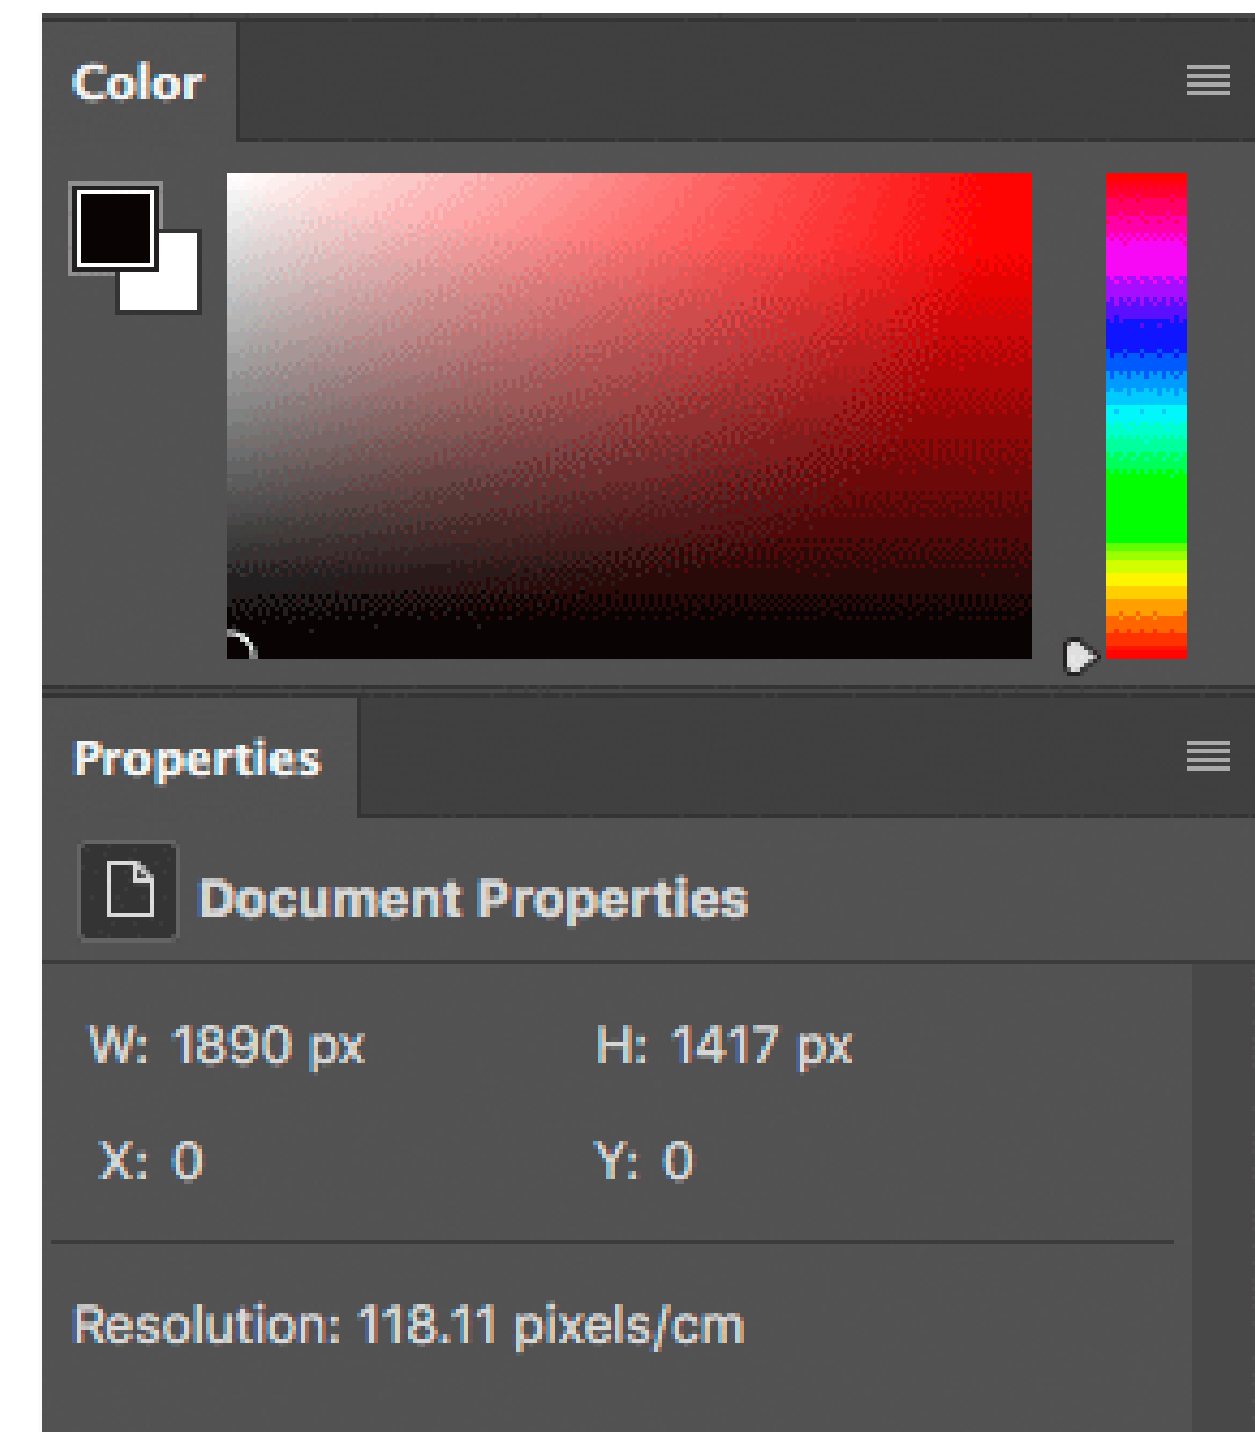 Color
Properties
Document Properties
W: 1890 px H: 1417 px
X: 0 Y: 0
Resolution: 118.11 pixels/cm